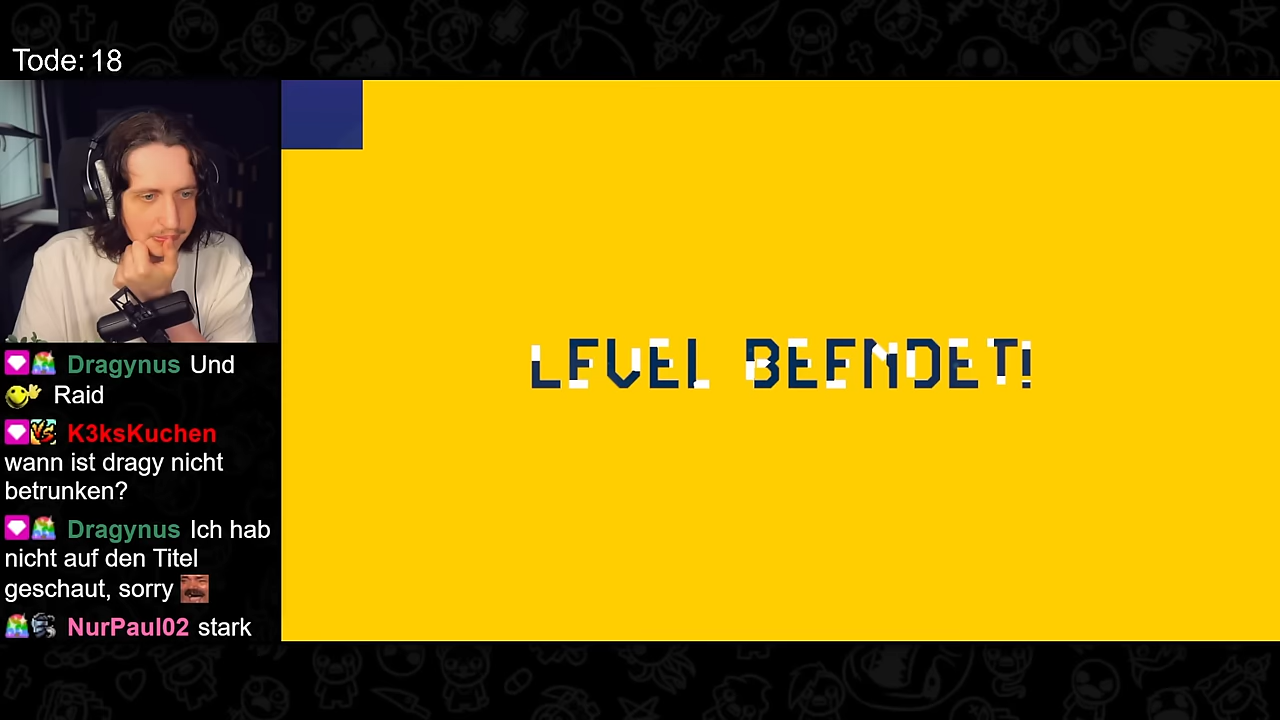 Tode: 18
LEVEL BEENDET!
Dragynus Und
Raid
K3ksKuchen
wann ist dragy nicht
betrunken?
Dragynus Ich hab
nicht auf den Titel
geschaut, sorry
NurPaul02 stark